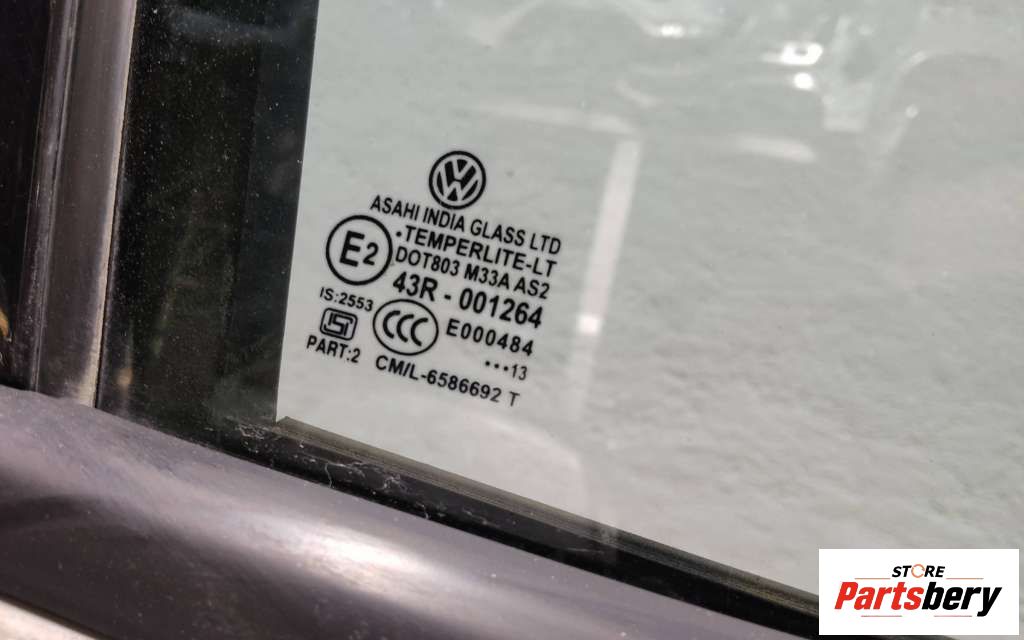 ASAHI INDIA GLASS LTD
.TEMPERLITE-LT
E2
DOT803 M33A AS2
43R - 001264
IS:2553
CCC
E000484
ISI
PART:2
•••13
CM/L-6586692 T
STORE
Partsbery